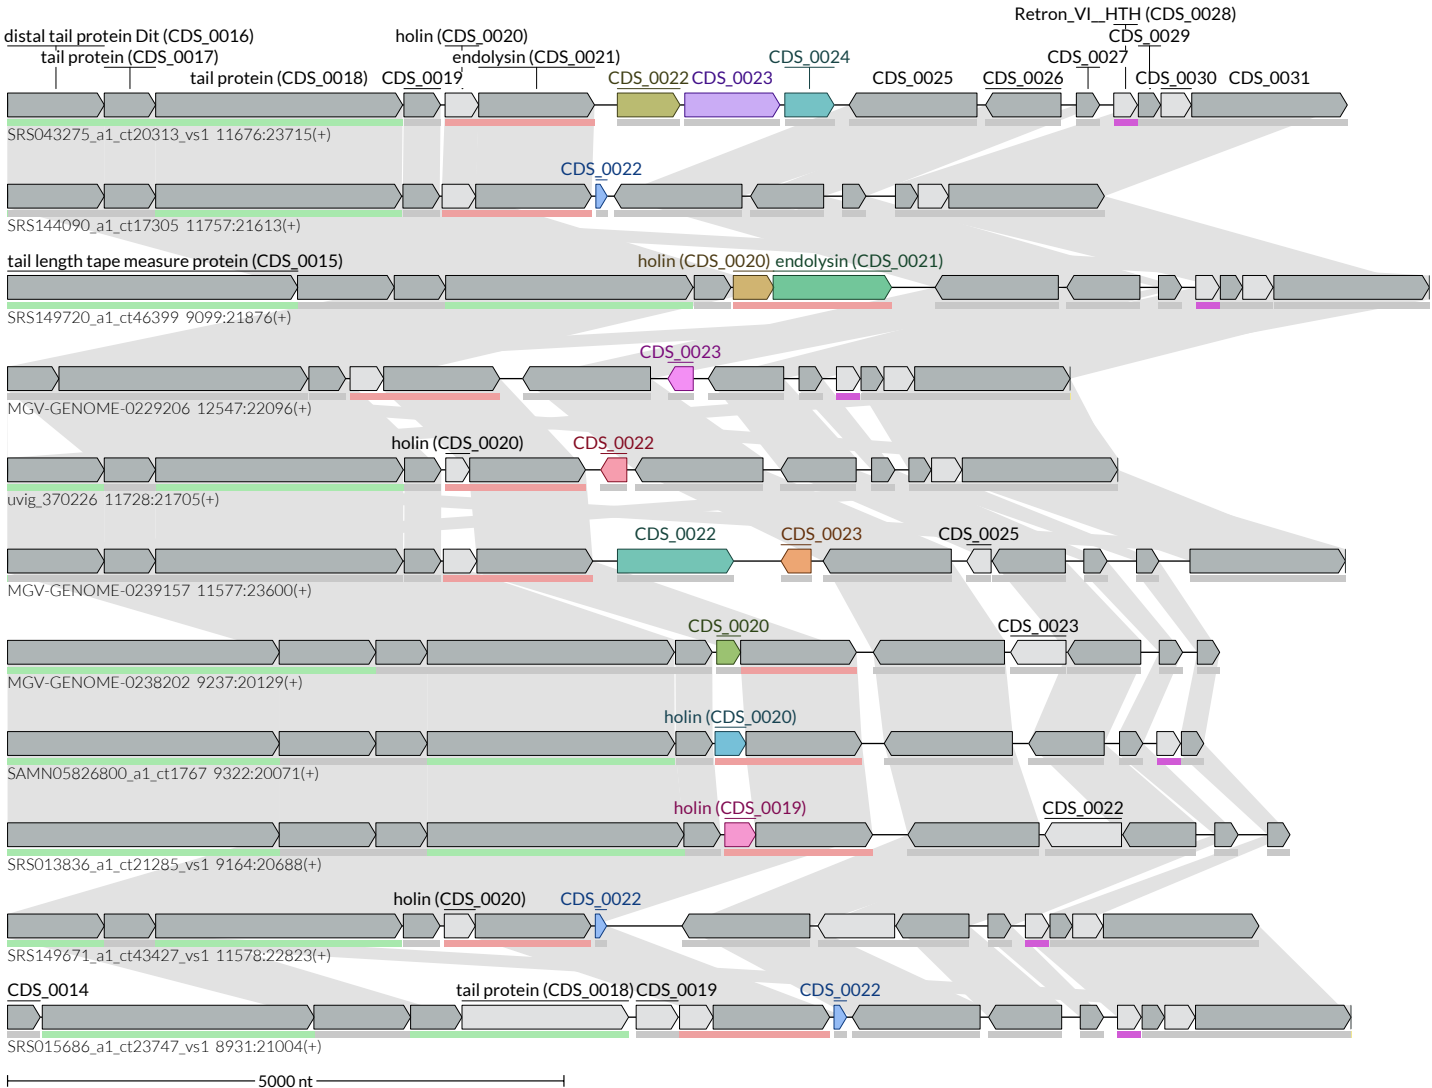 Retron_VI__HTH (CDS_0028)
distal tail protein Dit (CDS_0016) holin (CDS_0020) CDS_0029
tail protein (CDS_0017) endolysin (CDS_0021) CDS_0024 CDS_0027
tail protein (CDS_0018) CDS_0019 CDS_0022 CDS_0023 CDS_0025 CDS_0026 CDS_0030 CDS_0031
SRS043275_a1_ct20313_vs1 11676:23715(+)
CDS_0022
SRS144090_a1_ct17305 11757:21613(+)
tail length tape measure protein (CDS_0015) holin (CDS_0020) endolysin (CDS_0021)
SRS149720_a1_ct46399 9099:21876(+)
CDS_0023
MGV-GENOME-0229206 12547:22096(+)
holin (CDS_0020) CDS_0022
uvig_370226 11728:21705(+)
CDS_0022 CDS_0023 CDS_0025
MGV-GENOME-0239157 11577:23600(+)
CDS_0020 CDS_0023
MGV-GENOME-0238202 9237:20129(+)
holin (CDS_0020)
SAMN05826800_a1_ct1767 9322:20071(+)
holin (CDS_0019) CDS_0022
SRS013836_a1_ct21285_vs1 9164:20688(+)
holin (CDS_0020) CDS_0022
SRS149671_a1_ct43427_vs1 11578:22823(+)
CDS_0014 tail protein (CDS_0018) CDS_0019 CDS_0022
SRS015686_a1_ct23747_vs1 8931:21004(+)
5000 nt